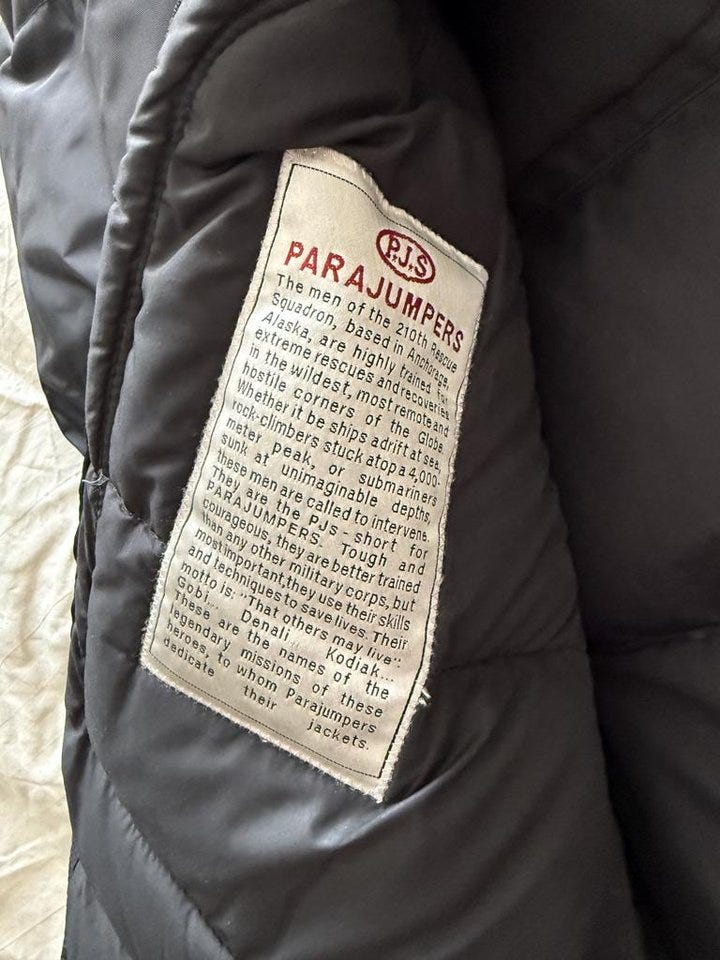 P.J.S
PARAJUMPERS
The men of the 210th Rescue
Squadron, based in Anchorage,
Alaska, are highly trained for
extreme rescues and recoveries
in the wildest, most remote and
hostile corners of the Globe.
Whether it be ships adrift at sea,
rock-climbers stuck atop a 4,000-
meter peak, or submariners
sunk at unimaginable depths,
these men are called to intervene.
They are the PJs - short for
PARAJUMPERS. Tough and
courageous, they are better trained
than any other military corps, but
most important,they use their skills
and techniques to save lives. Their
motto is: "That others may live":
Gobi... Denali... Kodiak...
These are the names of the
legendary missions of these
heroes, to whom Parajumpers
dedicate their jackets.